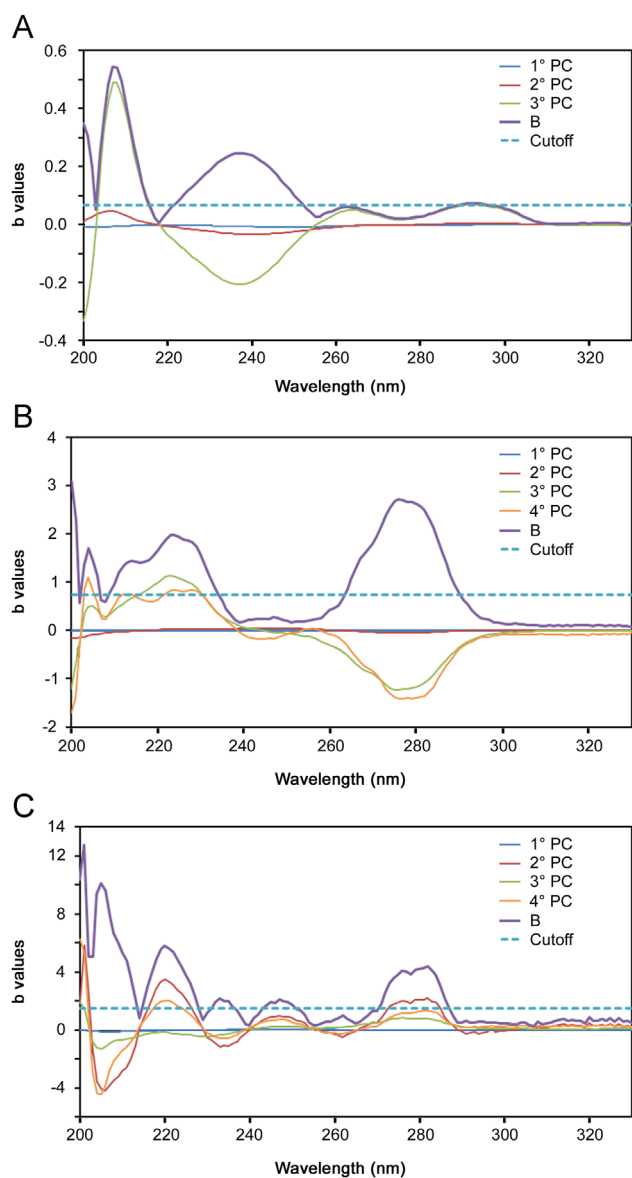 A
0.6
0.4
0.2
0.0
-0.2
-0.4
b values
1° PC
2° PC
3° PC
B
Cutoff
200 220 240 260 280 300 320
Wavelength (nm)
B
4
3
2
1
0
-1
-2
b values
1° PC
2° PC
3° PC
4° PC
B
Cutoff
200 220 240 260 280 300 320
Wavelength (nm)
C
14
12
8
4
0
-4
b values
1° PC
2° PC
3° PC
4° PC
B
Cutoff
200 220 240 260 280 300 320
Wavelength (nm)